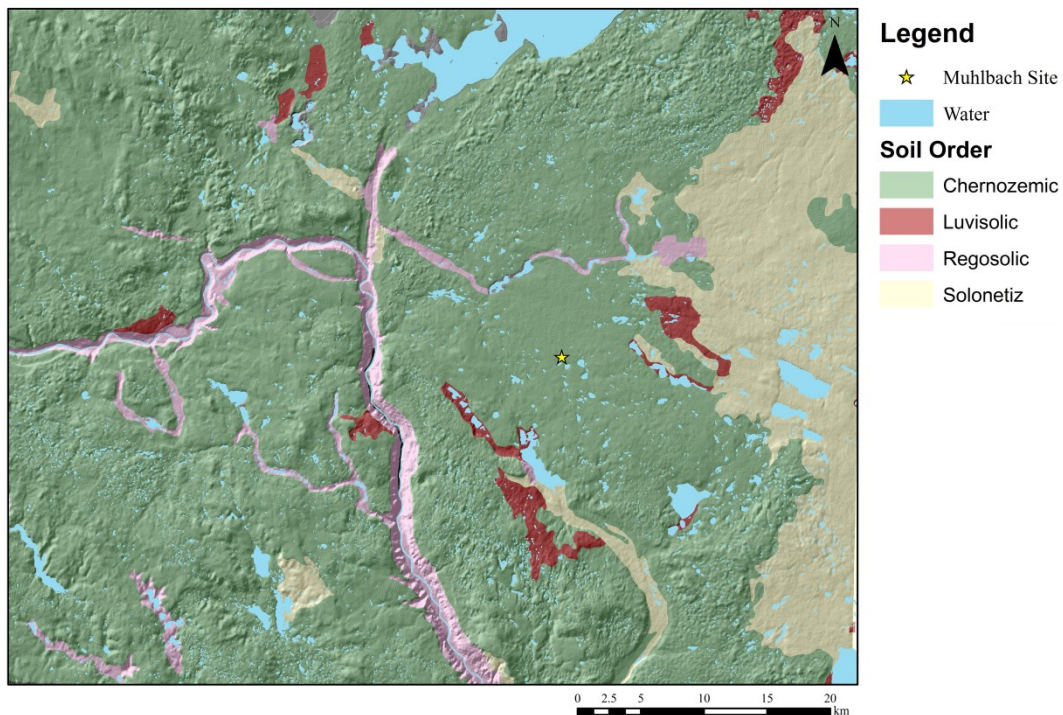 N
Legend
Muhlbach Site
Water
Soil Order
Chernozemic
Luvisolic
Regosolic
Solonetiz
0 2.5 5 10 15 20
km